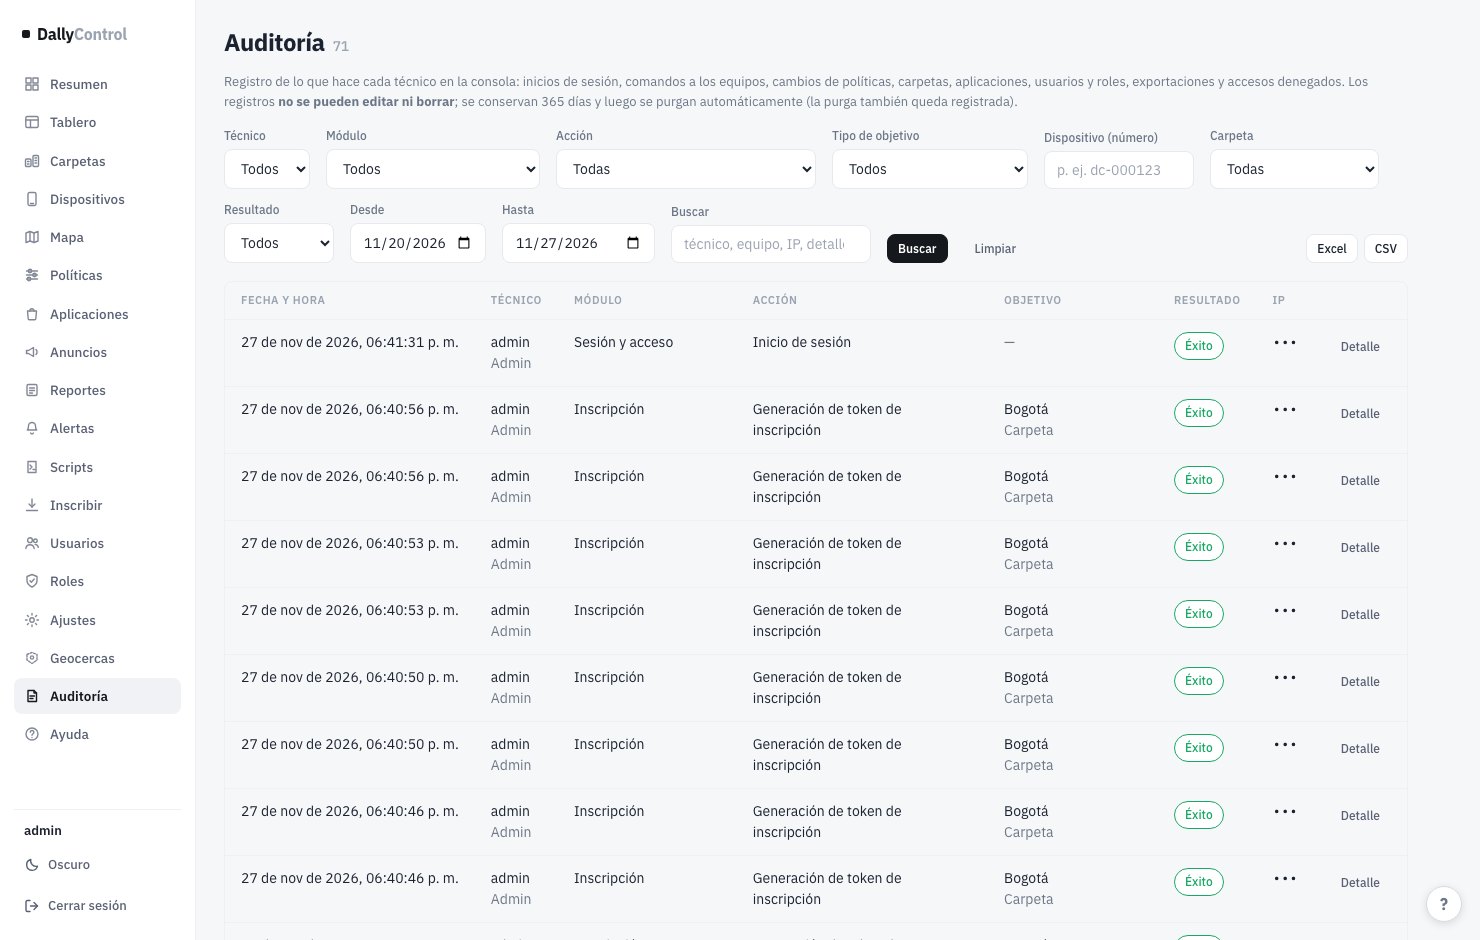 DallyControl
Resumen
Tablero
Carpetas
Dispositivos
Mapa
Políticas
Aplicaciones
Anuncios
Reportes
Alertas
Scripts
Inscribir
Usuarios
Roles
Ajustes
Geocercas
Auditoría
Ayuda
admin
Oscuro
Cerrar sesión
Auditoría 71
Registro de lo que hace cada técnico en la consola: inicios de sesión, comandos a los equipos, cambios de políticas, carpetas, aplicaciones, usuarios y roles, exportaciones y accesos denegados. Los
registros no se pueden editar ni borrar; se conservan 365 días y luego se purgan automáticamente (la purga también queda registrada).
Técnico Módulo Acción Tipo de objetivo Dispositivo (número) Carpeta
Todos Todos Todas Todos p. ej. dc-000123 Todas
Resultado Desde Hasta Buscar
Todos 11/20/2026 11/27/2026 técnico, equipo, IP, detall Buscar Limpiar Excel CSV
FECHA Y HORA TÉCNICO MÓDULO ACCIÓN OBJETIVO RESULTADO IP
27 de nov de 2026, 06:41:31 p. m. admin Sesión y acceso Inicio de sesión — Éxito ••• Detalle
Admin
27 de nov de 2026, 06:40:56 p. m. admin Inscripción Generación de token de Bogotá Éxito ••• Detalle
Admin inscripción Carpeta
27 de nov de 2026, 06:40:56 p. m. admin Inscripción Generación de token de Bogotá Éxito ••• Detalle
Admin inscripción Carpeta
27 de nov de 2026, 06:40:53 p. m. admin Inscripción Generación de token de Bogotá Éxito ••• Detalle
Admin inscripción Carpeta
27 de nov de 2026, 06:40:53 p. m. admin Inscripción Generación de token de Bogotá Éxito ••• Detalle
Admin inscripción Carpeta
27 de nov de 2026, 06:40:50 p. m. admin Inscripción Generación de token de Bogotá Éxito ••• Detalle
Admin inscripción Carpeta
27 de nov de 2026, 06:40:50 p. m. admin Inscripción Generación de token de Bogotá Éxito ••• Detalle
Admin inscripción Carpeta
27 de nov de 2026, 06:40:46 p. m. admin Inscripción Generación de token de Bogotá Éxito ••• Detalle
Admin inscripción Carpeta
27 de nov de 2026, 06:40:46 p. m. admin Inscripción Generación de token de Bogotá Éxito ••• Detalle
Admin inscripción Carpeta
?